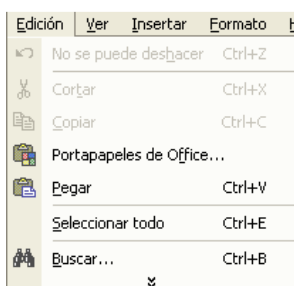 Edición Ver Insertar Formato
No se puede deshacer Ctrl+Z
Cortar Ctrl+X
Copiar Ctrl+C
Portapapeles de Office...
Pegar Ctrl+V
Seleccionar todo Ctrl+E
Buscar... Ctrl+B